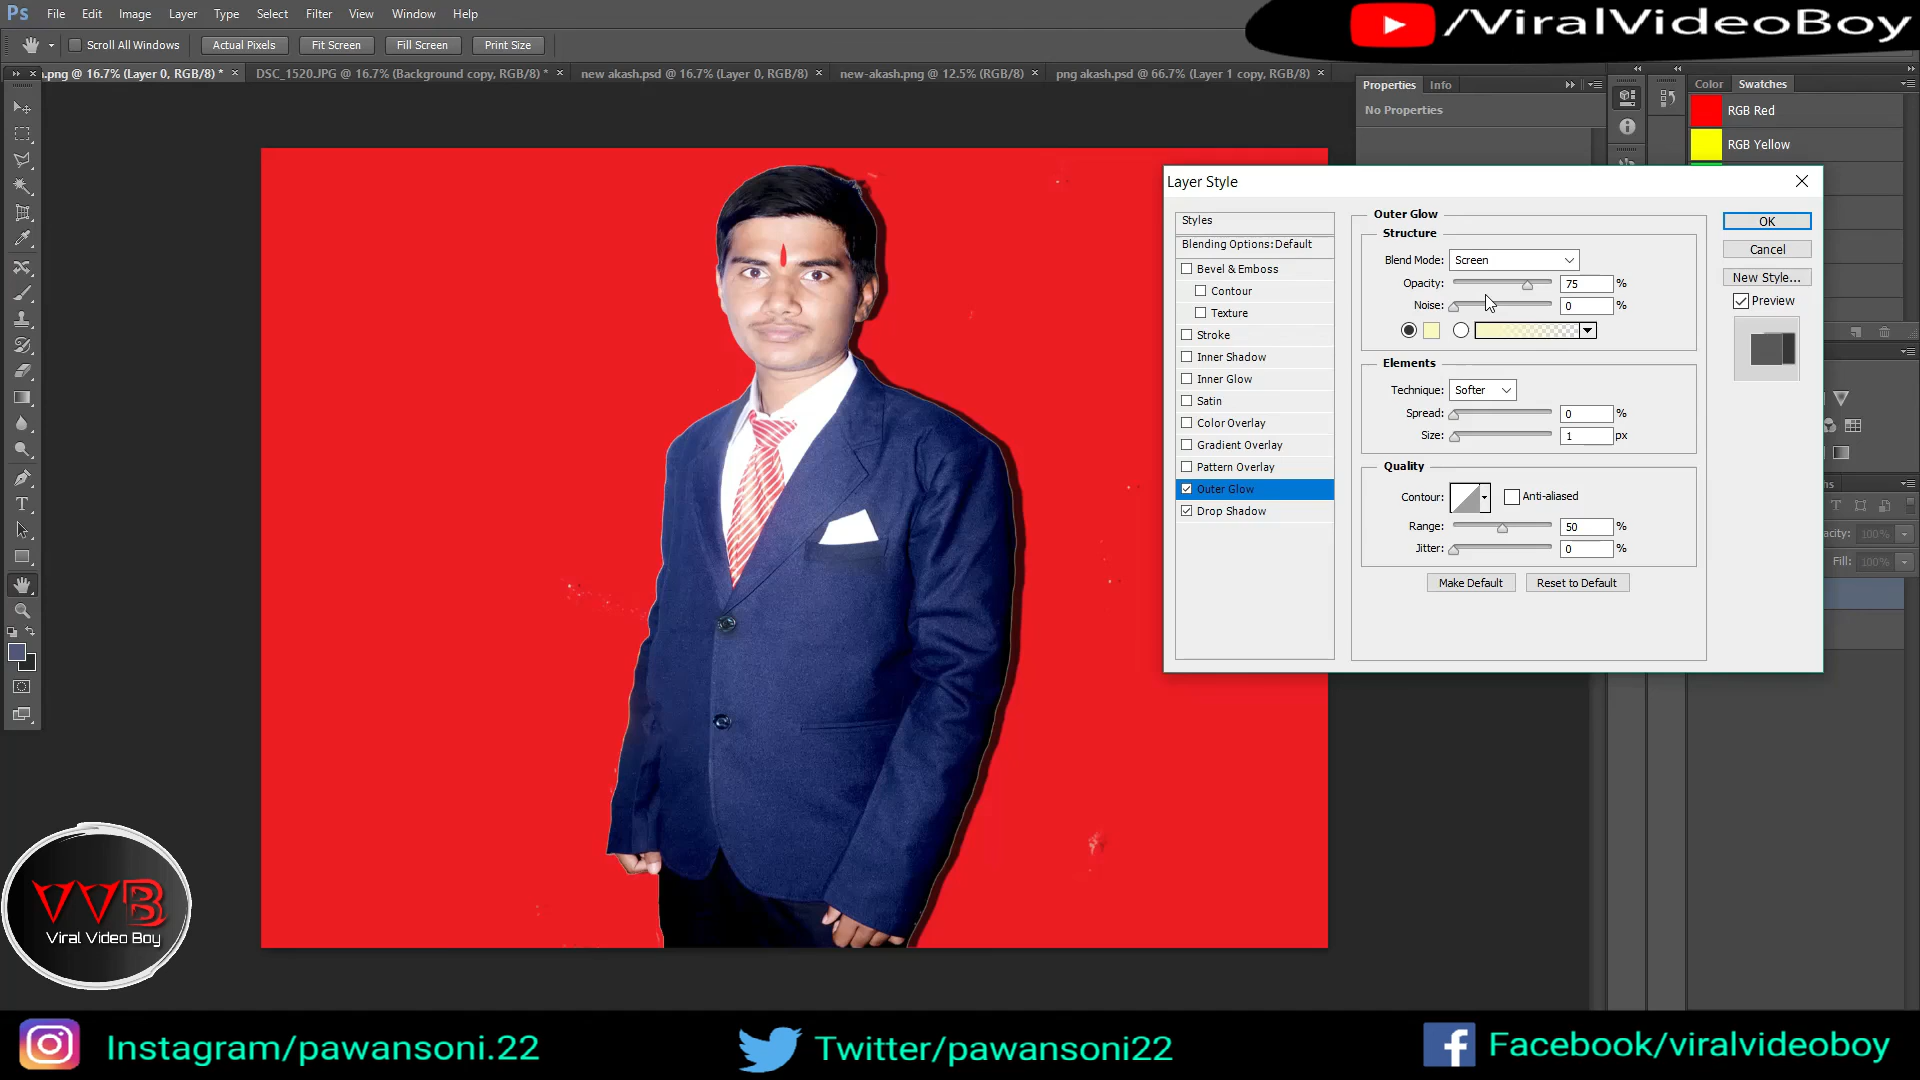 Ps File Edit Image Layer Type Select Filter View Window Help
/ViralVideoBoy
Scroll All Windows Actual Pixels Fit Screen Fill Screen Print Size
.png @ 16.7% (Layer 0, RGB/8) * × DSC_1520.JPG @ 16.7% (Background copy, RGB/8) * × new akash.psd @ 16.7% (Layer 0, RGB/8) × new-akash.png @ 12.5% (RGB/8) × png akash.psd @ 66.7% (Layer 1 copy, RGB/8) ×
Properties Info
No Properties
Color Swatches
RGB Red
RGB Yellow
Layer Style
Styles
Blending Options: Default
Bevel & Emboss
Contour
Texture
Stroke
Inner Shadow
Inner Glow
Satin
Color Overlay
Gradient Overlay
Pattern Overlay
Outer Glow
Drop Shadow
Outer Glow
Structure
Blend Mode: Screen
Opacity: 75 %
Noise: 0 %
Elements
Technique: Softer
Spread: 0 %
Size: 1 px
Quality
Contour: Anti-aliased
Range: 50 %
Jitter: 0 %
Make Default Reset to Default
OK
Cancel
New Style...
Preview
100%
Fill: 100%
VVB
Viral Video Boy
Instagram/pawansoni.22
Twitter/pawansoni22
Facebook/viralvideoboy